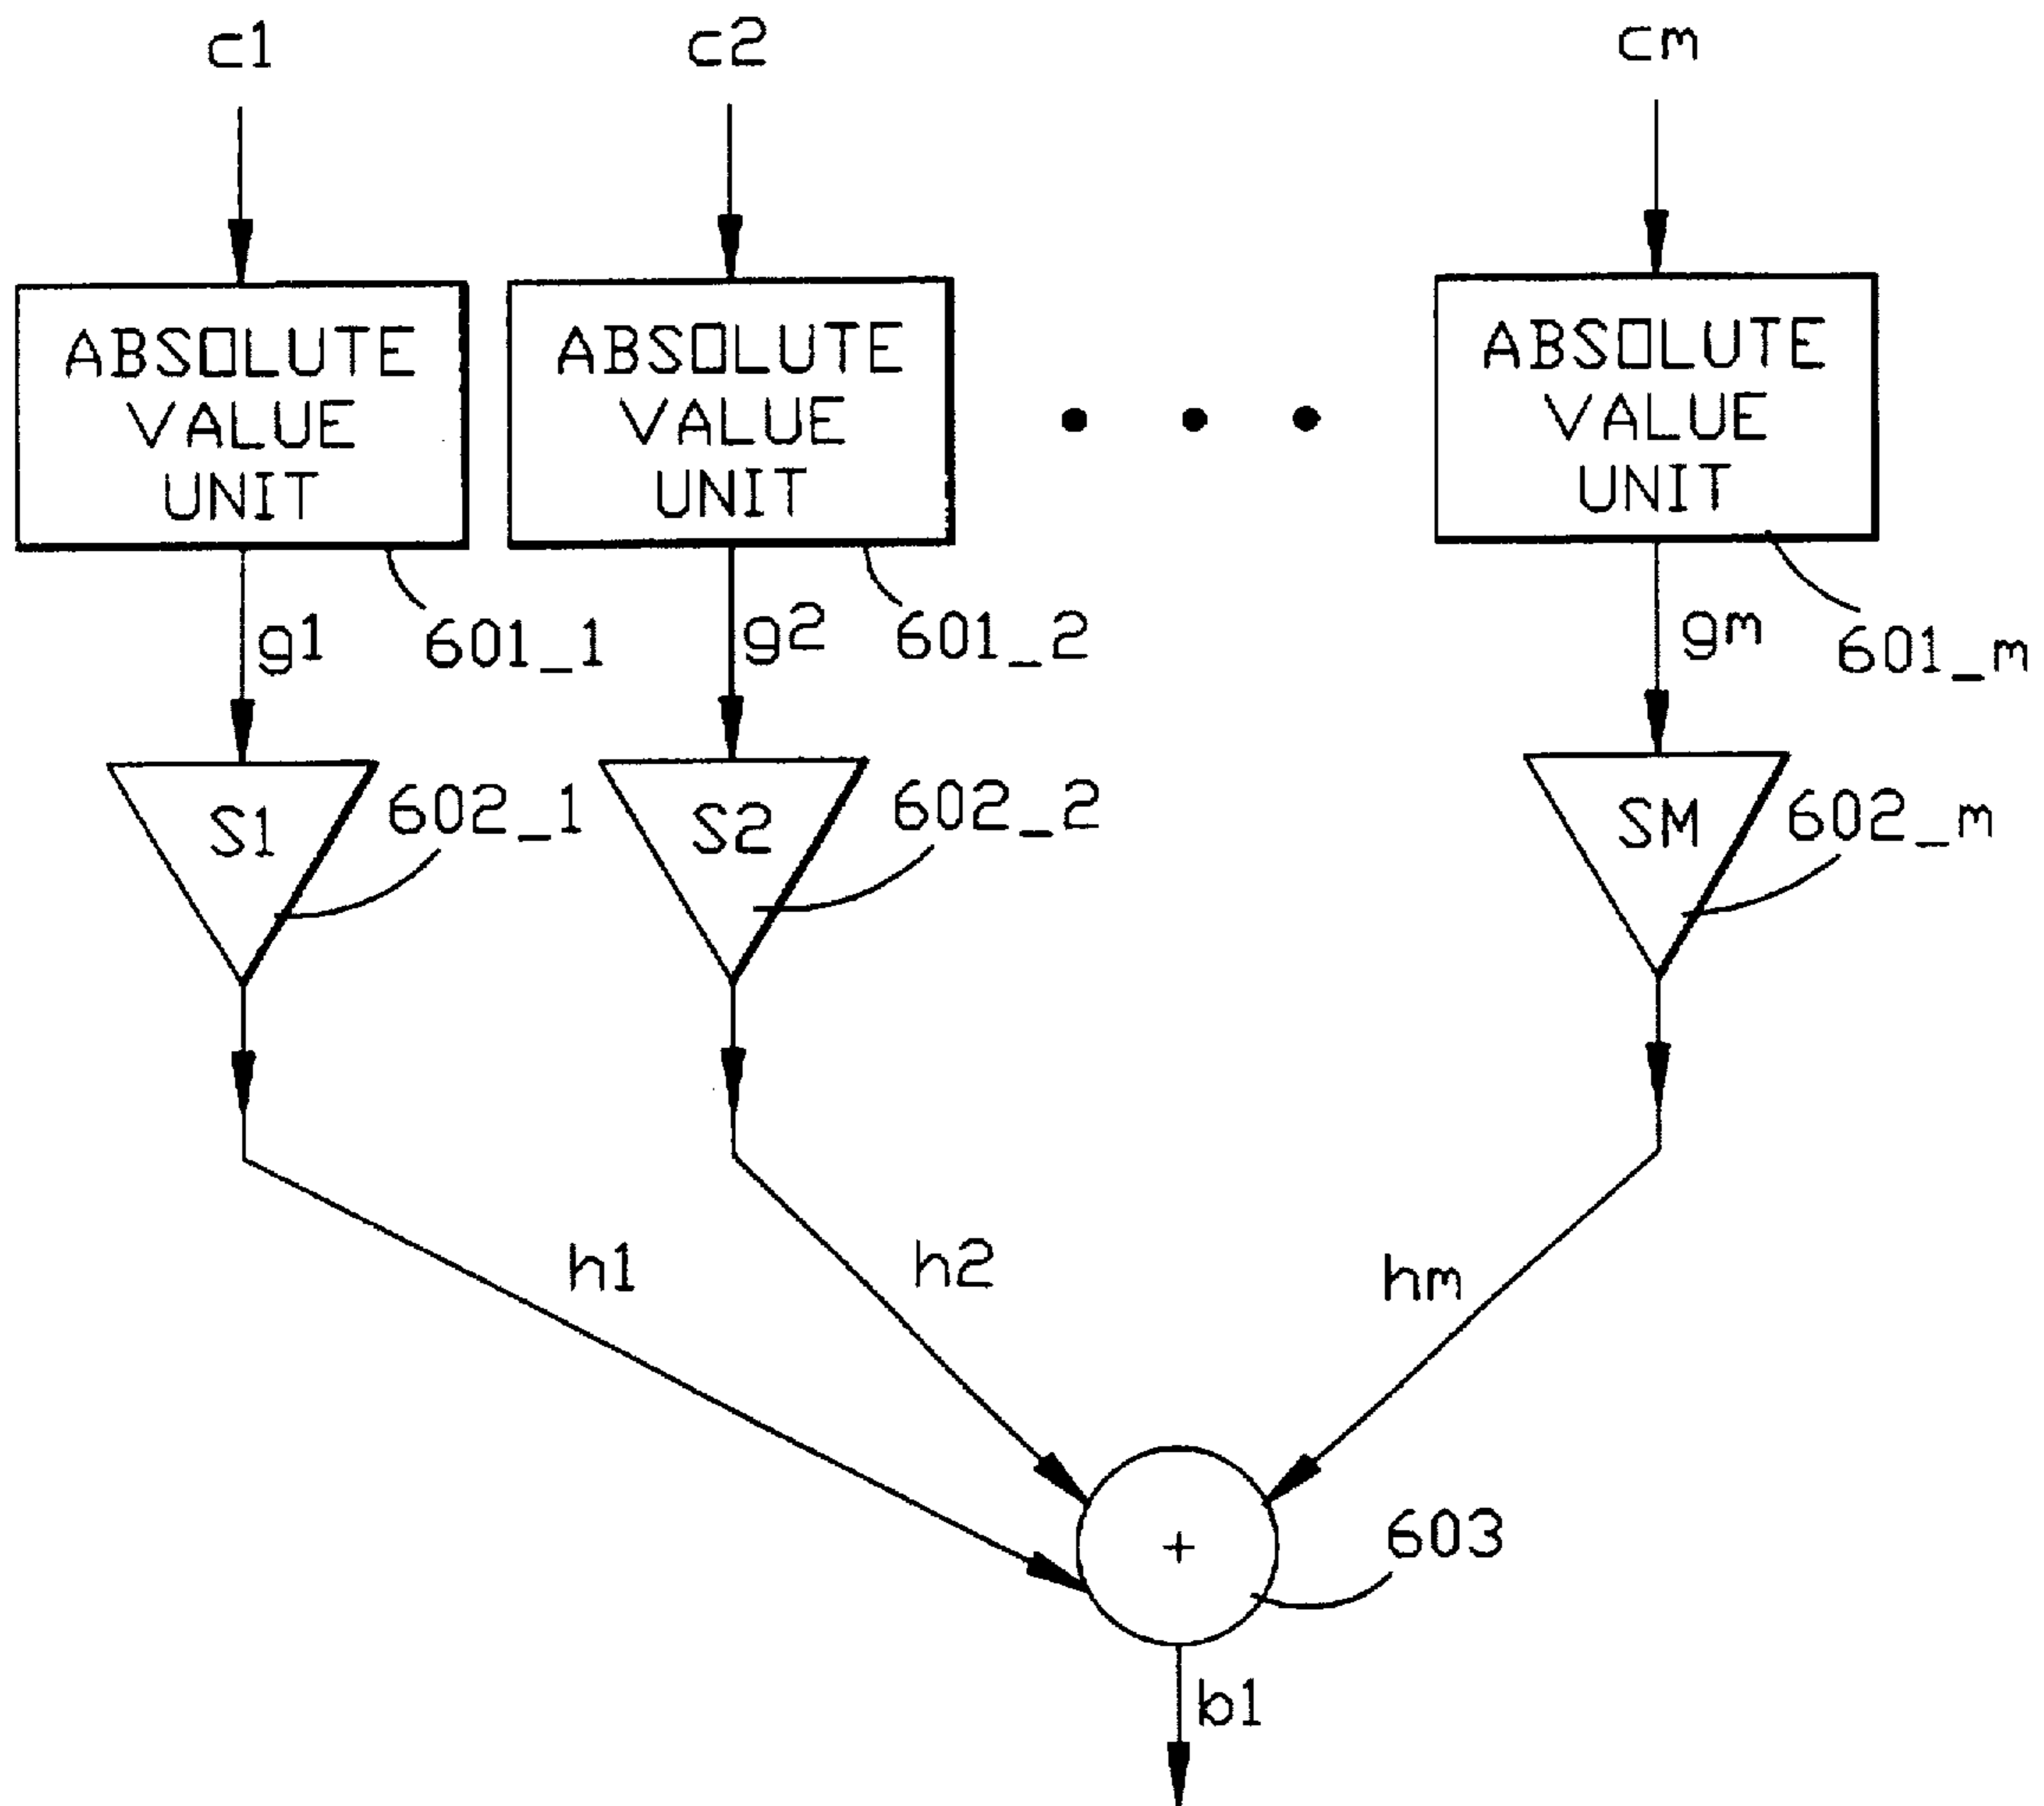 c1
c2
cm
ABSOLUTE
VALUE
UNIT
ABSOLUTE
VALUE
UNIT
ABSOLUTE
VALUE
UNIT
g1
601_1
g2
601_2
gm
601_m
S1
602_1
S2
602_2
SM
602_m
h1
h2
hm
+
603
b1